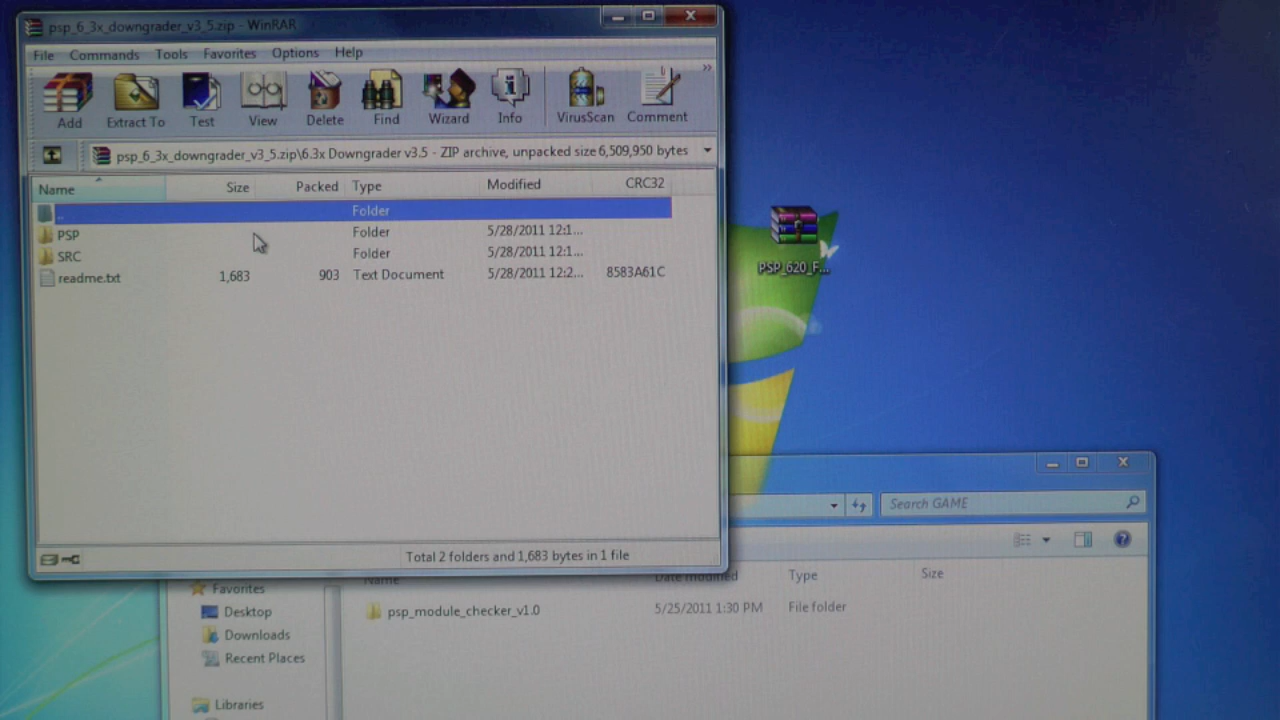 psp_6_3x_downgrader_v3_5.zip - WinRAR
File Commands Tools Favorites Options Help
Add Extract To Test View Delete Find Wizard Info VirusScan Comment
psp_6_3x_downgrader_v3_5.zip\6.3x Downgrader v3.5 - ZIP archive, unpacked size 6,509,950 bytes
Name Size Packed Type Modified CRC32
.. Folder
PSP Folder 5/28/2011 12:1...
SRC Folder 5/28/2011 12:1...
readme.txt 1,683 903 Text Document 5/28/2011 12:2... 8583A61C
Total 2 folders and 1,683 bytes in 1 file
PSP_620_F...
Search GAME
Name Date modified Type Size
psp_module_checker_v1.0 5/25/2011 1:30 PM File folder
Favorites
Desktop
Downloads
Recent Places
Libraries